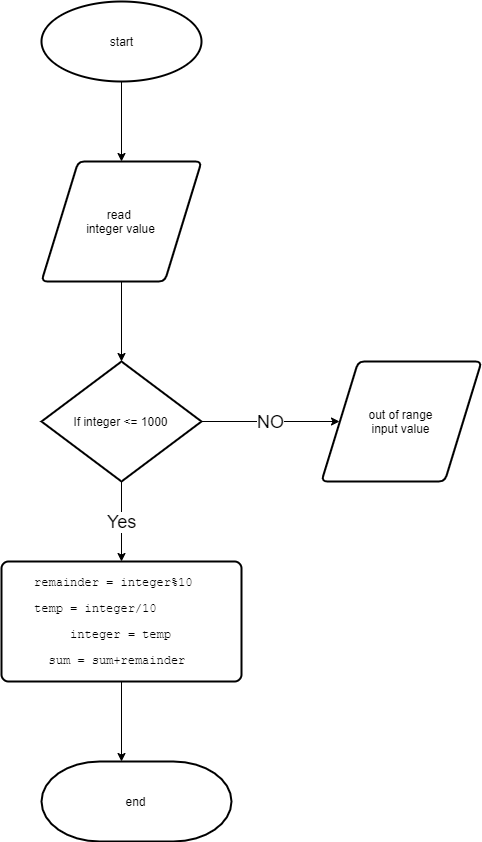 start
read
integer value
If integer <= 1000
NO
out of range
input value
Yes
remainder = integer%10
temp = integer/10
integer = temp
sum = sum+remainder
end